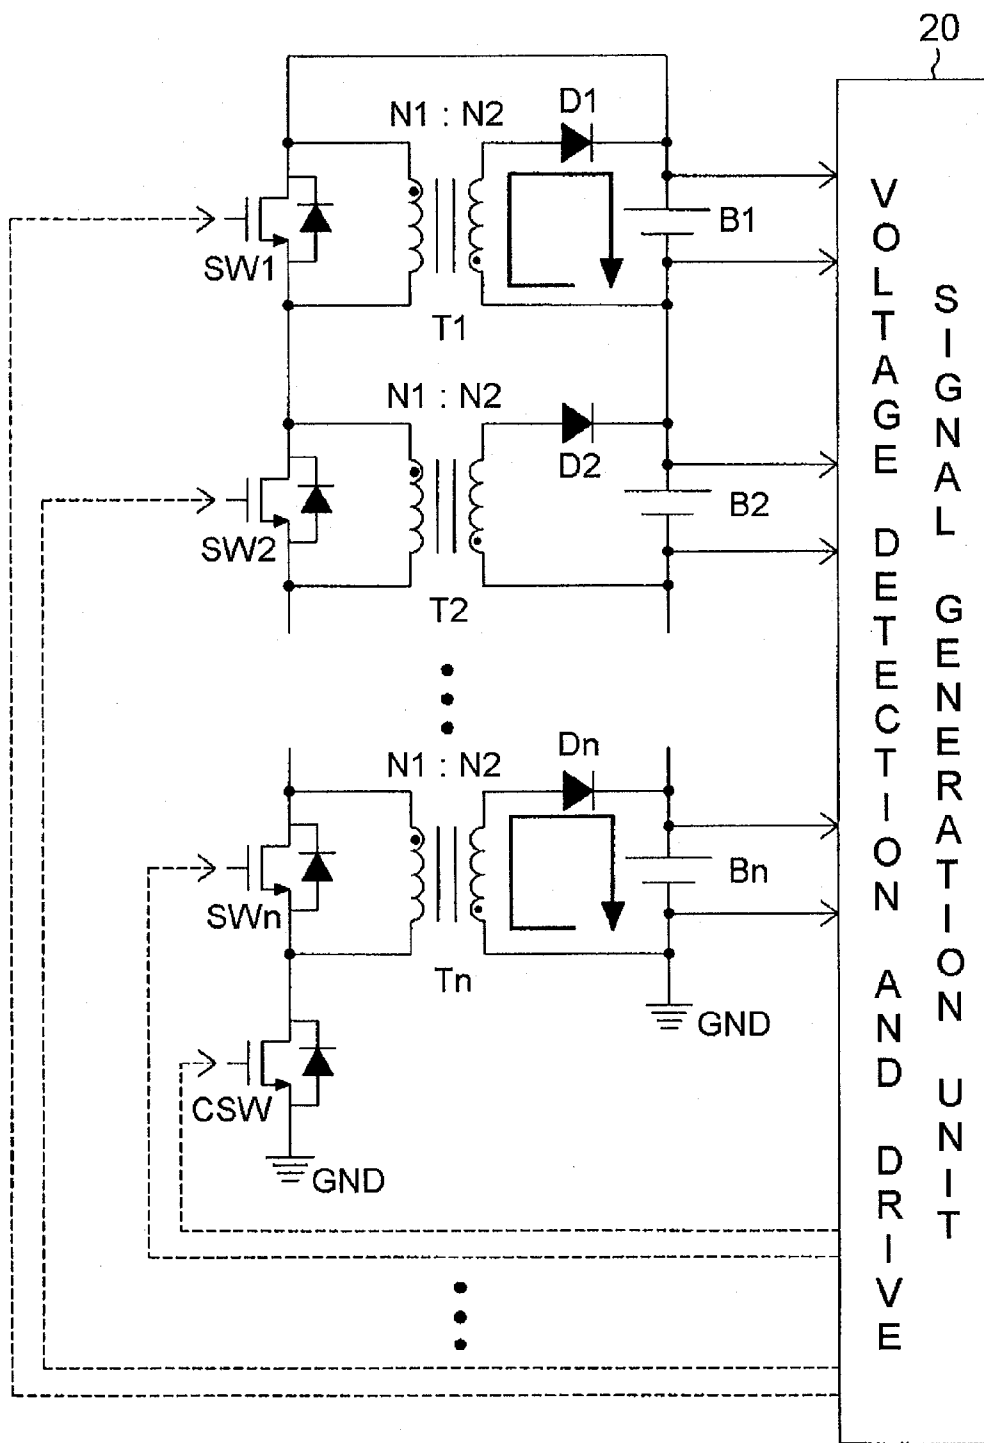 20
N1 : N2
D1
B1
SW1
T1
N1 : N2
D2
B2
SW2
T2
N1 : N2
Dn
Bn
SWn
Tn
GND
CSW
GND
VOLTAGE DETECTION AND DRIVE
SIGNAL GENERATION UNIT